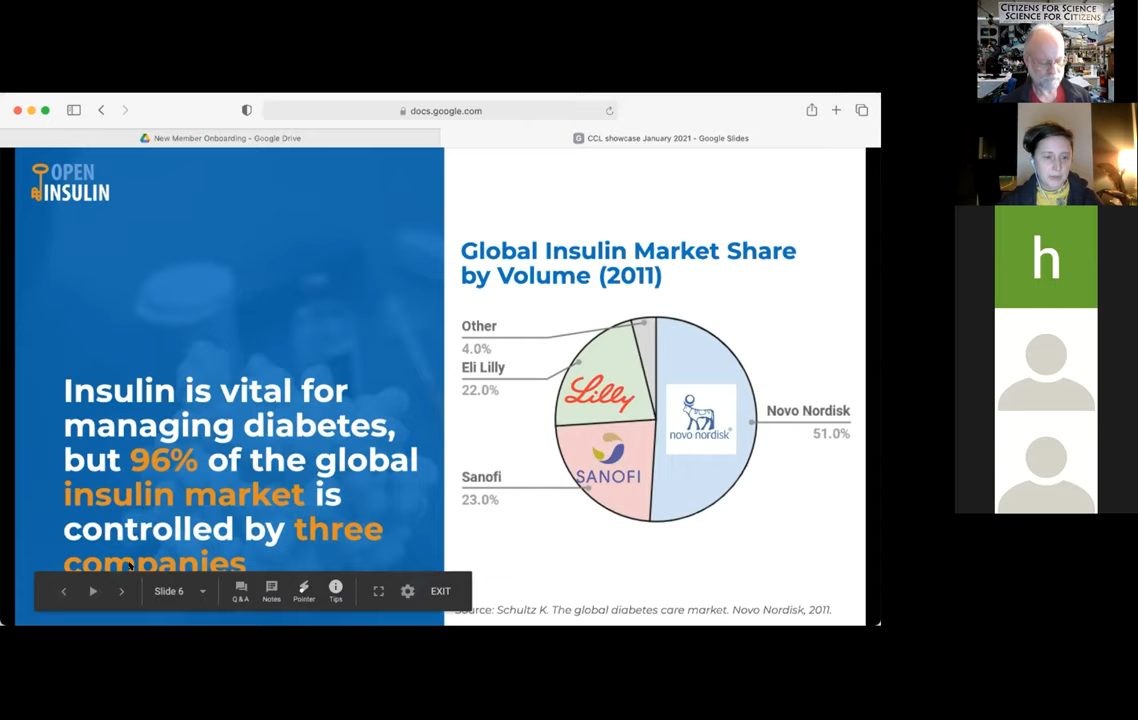 CITIZENS FOR SCIENCE
SCIENCE FOR CITIZENS
docs.google.com
New Member Onboarding - Google Drive
CCL showcase January 2021 - Google Slides
OPEN
INSULIN
Global Insulin Market Share
by Volume (2011)
Other
4.0%
Eli Lilly
22.0%
Lilly
novo nordisk®
Novo Nordisk
51.0%
Sanofi
23.0%
SANOFI
Insulin is vital for
managing diabetes,
but 96% of the global
insulin market is
controlled by three
companies
Slide 6
Q & A
Notes
Pointer
Tips
EXIT
Source: Schultz K. The global diabetes care market. Novo Nordisk, 2011.
h